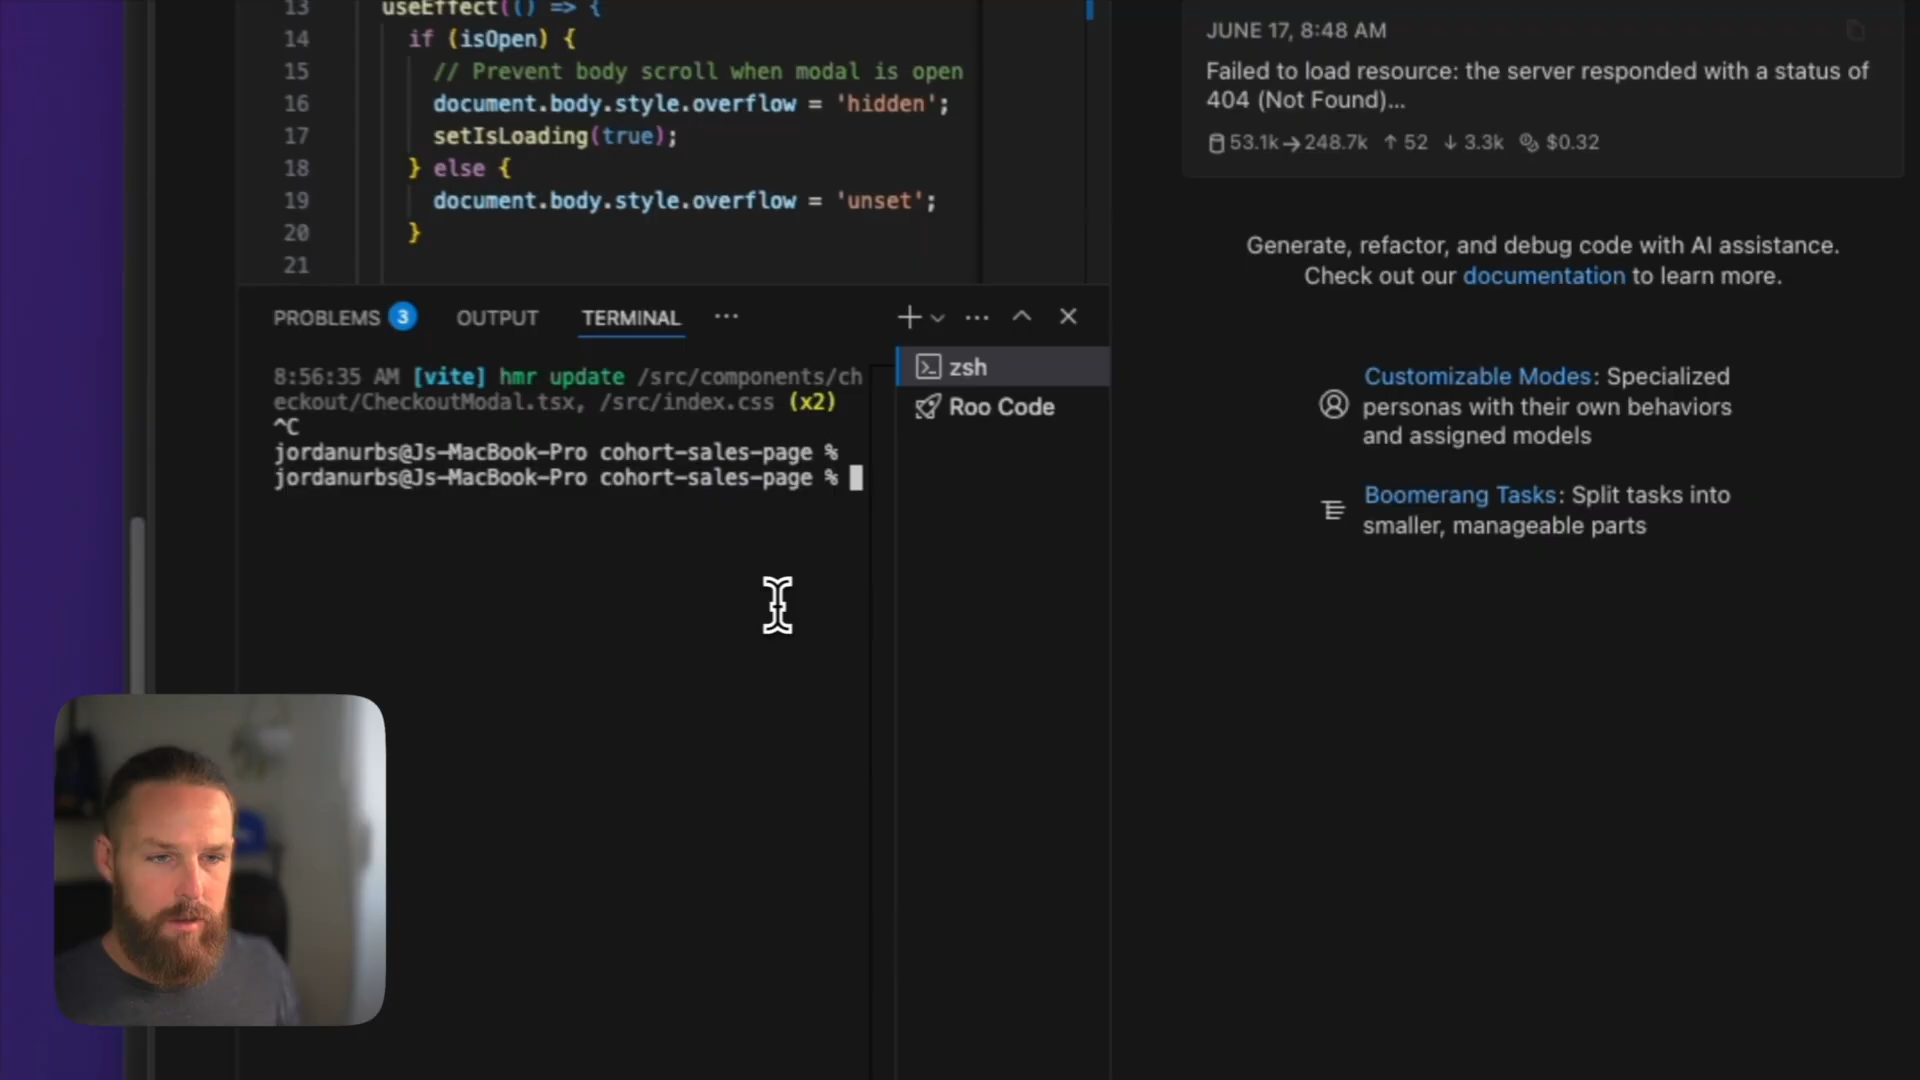 13 useEffect(() => {
14 if (isOpen) {
15 // Prevent body scroll when modal is open
16 document.body.style.overflow = 'hidden';
17 setIsLoading(true);
18 } else {
19 document.body.style.overflow = 'unset';
20 }
21
PROBLEMS 3 OUTPUT TERMINAL ···
8:56:35 AM [vite] hmr update /src/components/ch
eckout/CheckoutModal.tsx, /src/index.css (x2)
^C
jordanurbs@Js-MacBook-Pro cohort-sales-page %
jordanurbs@Js-MacBook-Pro cohort-sales-page %
zsh
Roo Code
JUNE 17, 8:48 AM
Failed to load resource: the server responded with a status of
404 (Not Found)...
53.1k→248.7k ↑ 52 ↓ 3.3k $0.32
Generate, refactor, and debug code with AI assistance.
Check out our documentation to learn more.
Customizable Modes: Specialized
personas with their own behaviors
and assigned models
Boomerang Tasks: Split tasks into
smaller, manageable parts